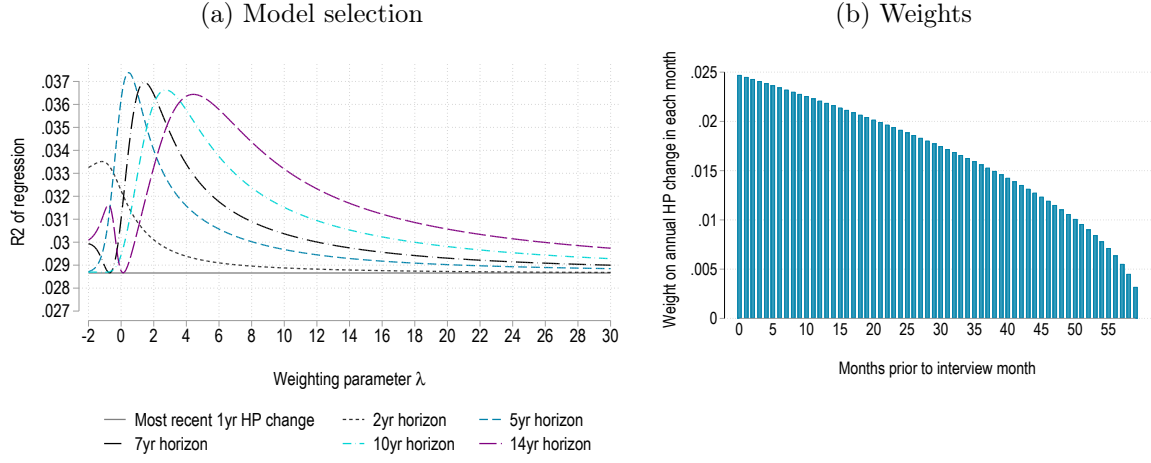 (a) Model selection
R2 of regression
.037
.036
.035
.034
.033
.032
.031
.03
.029
.028
.027
-2 0 2 4 6 8 10 12 14 16 18 20 22 24 26 28 30
Weighting parameter λ
Most recent 1yr HP change 2yr horizon 5yr horizon
7yr horizon 10yr horizon 14yr horizon
(b) Weights
Weight on annual HP change in each month
.025
.02
.015
.01
.005
0
0 5 10 15 20 25 30 35 40 45 50 55
Months prior to interview month